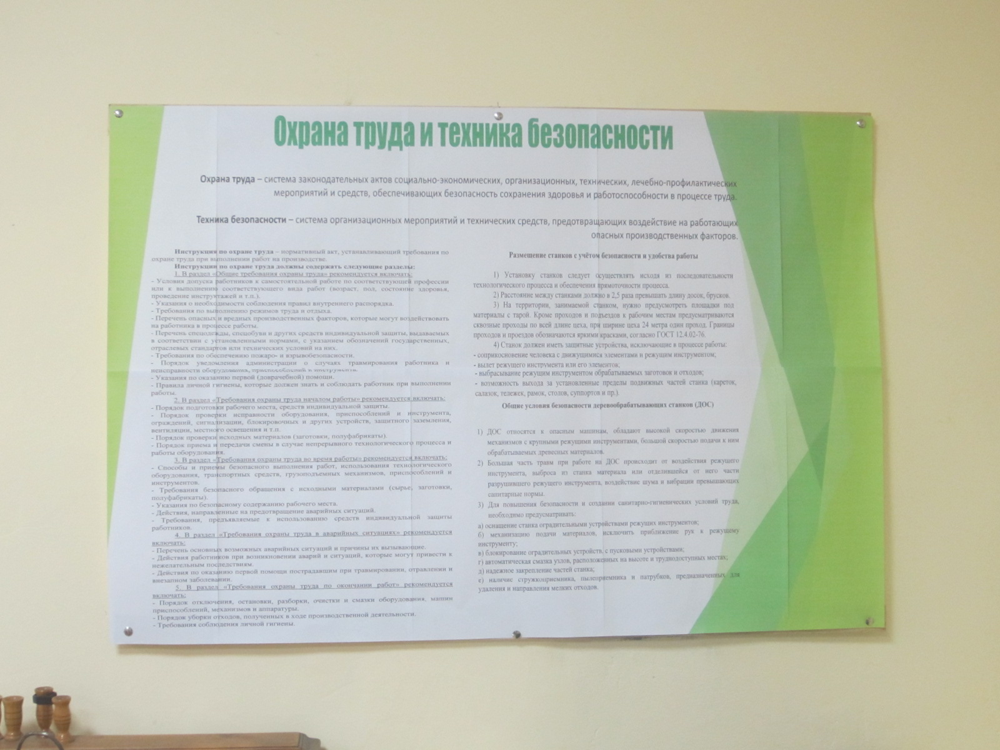 Охрана труда и техника безопасности
Охрана труда – система законодательных актов социально-экономических, организационных, технических, лечебно-профилактических
мероприятий и средств, обеспечивающих безопасность сохранения здоровья и работоспособности в процессе труда.
Техника безопасности – система организационных мероприятий и технических средств, предотвращающих воздействие на работающих
опасных производственных факторов.
Инструкция по охране труда – нормативный акт, устанавливающий требования по
охране труда при выполнении работ на производстве.
Инструкции по охране труда должны содержать следующие разделы:
1. В раздел «Общие требования охраны труда» рекомендуется включать:
- Условия допуска работников к самостоятельной работе по соответствующей профессии
или к выполнению соответствующего вида работ (возраст, пол, состояние здоровья,
проведение инструктажей и т.п.).
- Указания о необходимости соблюдения правил внутреннего распорядка.
- Требования по выполнению режимов труда и отдыха.
- Перечень опасных и вредных производственных факторов, которые могут воздействовать
на работника в процессе работы.
- Перечень спецодежды, спецобуви и других средств индивидуальной защиты, выдаваемых
в соответствии с установленными нормами, с указанием обозначений государственных,
отраслевых стандартов или технических условий на них.
- Требования по обеспечению пожаро- и взрывобезопасности.
- Порядок уведомления администрации о случаях травмирования работника и
неисправности оборудования, приспособлений и инструмента.
- Указания по оказанию первой (доврачебной) помощи.
- Правила личной гигиены, которые должен знать и соблюдать работник при выполнении
работы.
2. В раздел «Требования охраны труда началом работы» рекомендуется включать:
- Порядок подготовки рабочего места, средств индивидуальной защиты.
- Порядок проверки исправности оборудования, приспособлений и инструмента,
ограждений, сигнализации, блокировочных и других устройств, защитного заземления,
вентиляции, местного освещения и т.п.
- Порядок проверки исходных материалов (заготовки, полуфабрикаты).
- Порядок приема и передачи смены в случае непрерывного технологического процесса и
работы оборудования.
3. В раздел «Требования охраны труда во время работы» рекомендуется включать:
- Способы и приемы безопасного выполнения работ, использования технологического
оборудования, транспортных средств, грузоподъемных механизмов, приспособлений и
инструментов.
- Требования безопасного обращения с исходными материалами (сырье, заготовки,
полуфабрикаты).
- Указания по безопасному содержанию рабочего места.
- Действия, направленные на предотвращение аварийных ситуаций.
- Требования, предъявляемые к использованию средств индивидуальной защиты
работников.
4. В раздел «Требования охраны труда в аварийных ситуациях» рекомендуется
включать:
- Перечень основных возможных аварийных ситуаций и причины их вызывающие.
- Действия работников при возникновении аварий и ситуаций, которые могут привести к
нежелательным последствиям.
- Действия по оказанию первой помощи пострадавшим при травмировании, отравлении и
внезапном заболевании.
5. В раздел «Требования охраны труда по окончании работ» рекомендуется
включать:
- Порядок отключения, остановки, разборки, очистки и смазки оборудования, машин
приспособлений, механизмов и аппаратуры.
- Порядок уборки отходов, полученных в ходе производственной деятельности.
- Требования соблюдения личной гигиены.
Размещение станков с учётом безопасности и удобства работы
1) Установку станков следует осуществлять исходя из последовательности
технологического процесса и обеспечения прямоточности процесса.
2) Расстояние между станками должно в 2,5 раза превышать длину досок, брусков.
3) На территории, занимаемой станком, нужно предусмотреть площадки под
материалы с тарой. Кроме проходов и подъездов к рабочим местам предусматриваются
сквозные проходы по всей длине цеха, при ширине цеха 24 метра один проход. Границы
проходов и проездов обозначаются яркими красками, согласно ГОСТ 12.4.02-76.
4) Станок должен иметь защитные устройства, исключающие в процессе работы:
- соприкосновение человека с движущимися элементами и режущим инструментом;
- вылет режущего инструмента или его элементов;
- выбрасывание режущим инструментом обрабатываемых заготовок и отходов;
- возможность выхода за установленные пределы подвижных частей станка (кареток,
салазок, тележек, рамок, столов, суппортов и пр.).
Общие условия безопасности деревообрабатывающих станков (ДОС)
1) ДОС относятся к опасным машинам, обладают высокой скоростью движения
механизмов с крупными режущими инструментами, большой скоростью подачи к ним
обрабатываемых древесных материалов.
2) Большая часть травм при работе на ДОС происходит от воздействия режущего
инструмента, выброса из станка материала или отделившейся от него части
разрушившего режущего инструмента, воздействие шума и вибрации превышающих
санитарные нормы.
3) Для повышения безопасности и создании санитарно-гигиенических условий труда,
необходимо предусматривать:
а) оснащение станка оградительными устройствами режущих инструментов;
б) механизацию подачи материалов, исключить приближение рук к режущему
инструменту;
в) блокирование оградительных устройств, с пусковыми устройствами;
г) автоматическая смазка узлов, расположенных на высоте и труднодоступных местах;
д) надежное закрепление частей станка;
е) наличие стружкоприемника, пылеприемника и патрубков, предназначенных для
удаления и направления мелких отходов.